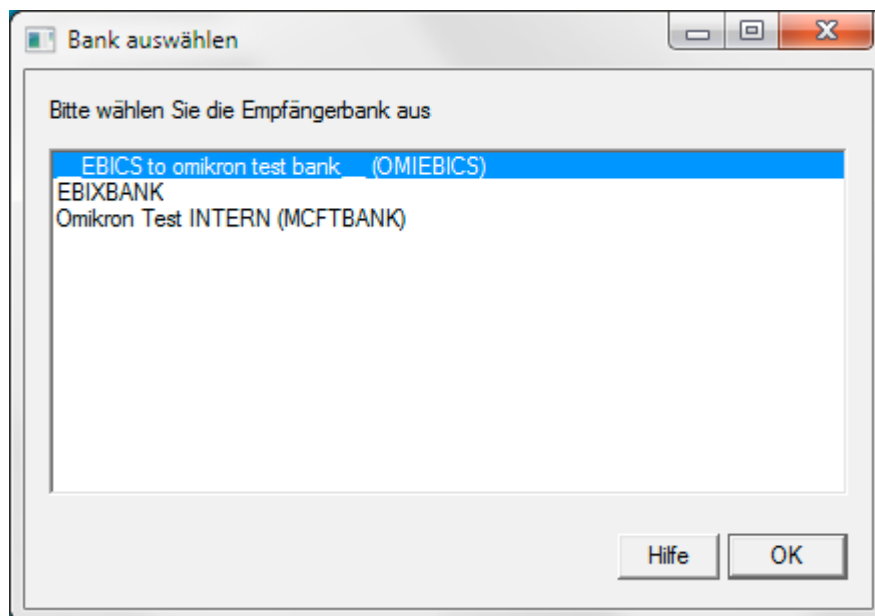 Bank auswählen
Bitte wählen Sie die Empfängerbank aus
__EBICS to omikron test bank__ (OMIEBICS)
EBIXBANK
Omikron Test INTERN (MCFTBANK)
Hilfe OK